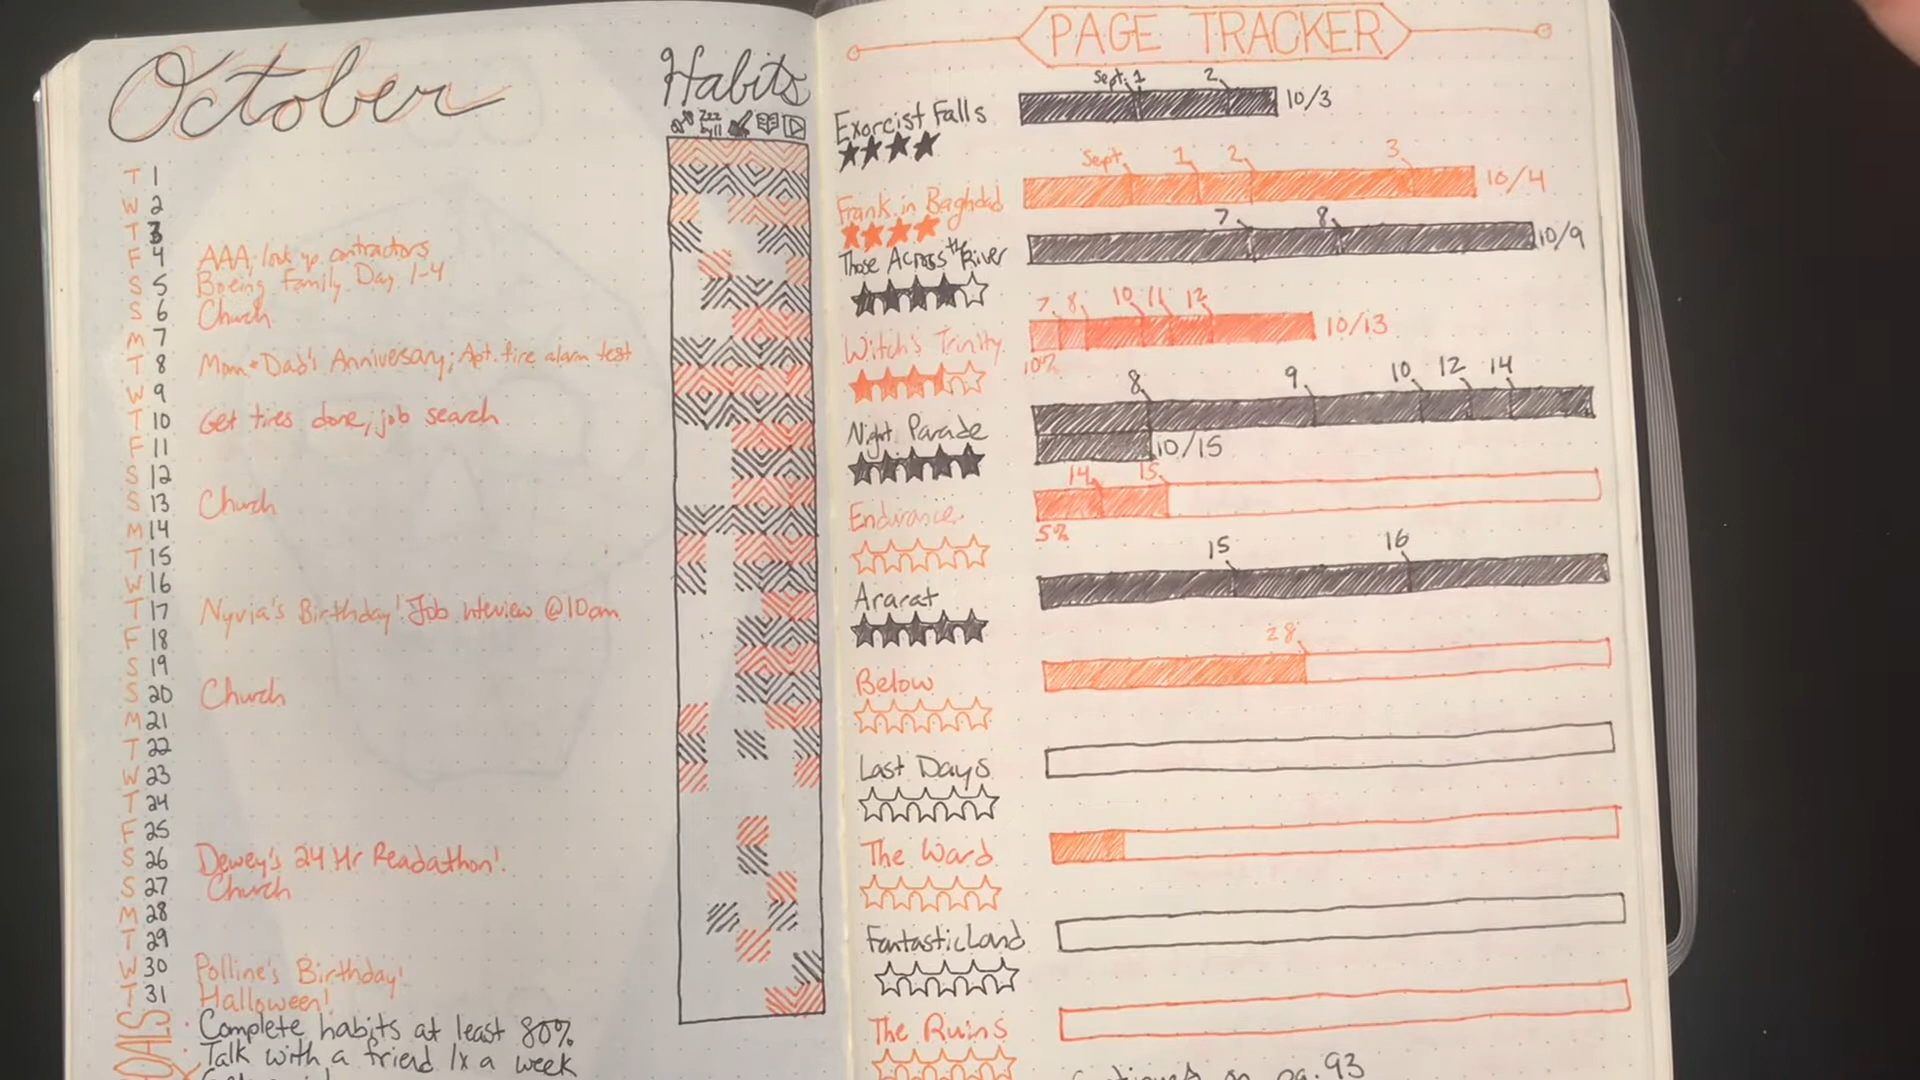 October
Habits
Zzz
by 11
T 1
W 2
T 3
F 4 AAA, look up contractors
S 5 Boeing Family Day 1-4
S 6 Church
M 7
T 8 Mom + Dad's Anniversary; Apt. fire alarm test
W 9
T 10 Get tires done, job search
F 11
S 12
S 13 Church
M 14
T 15
W 16
T 17 Nyvia's Birthday! Job interview @10am
F 18
S 19
S 20 Church
M 21
T 22
W 23
T 24
F 25
S 26 Dewey's 24 Hr Readathon!
S 27 Church
M 28
T 29
W 30 Polline's Birthday!
T 31 Halloween!
GOALS
Complete habits at least 80%
Talk with a friend 1x a week
PAGE TRACKER
Sept. 1 2
Exorcist Falls 10/3
Sept 1 2 3
Frank. in Baghdad 10/4
7 8
Those Across the River 10/9
7 8 10 11 12
Witch's Trinity 10/13
10%
8 9 10 12 14
Night Parade
10/15
14 15
Endurance
5%
15 16
Ararat
28
Below
Last Days
The Ward
FantasticLand
The Ruins
on pg. 93